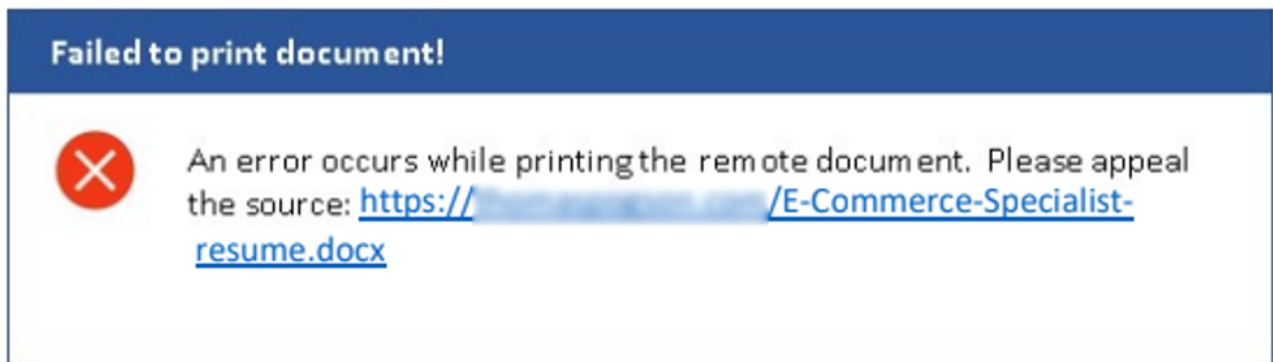 Failed to print document!
An error occurs while printing the remote document. Please appeal
the source: https:// /E-Commerce-Specialist-
resume.docx